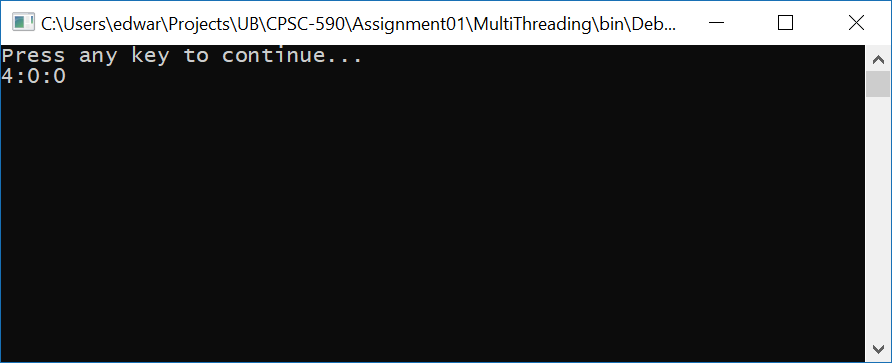 C:\Users\edwar\Projects\UB\CPSC-590\Assignment01\MultiThreading\bin\Deb...
Press any key to continue...
4:0:0